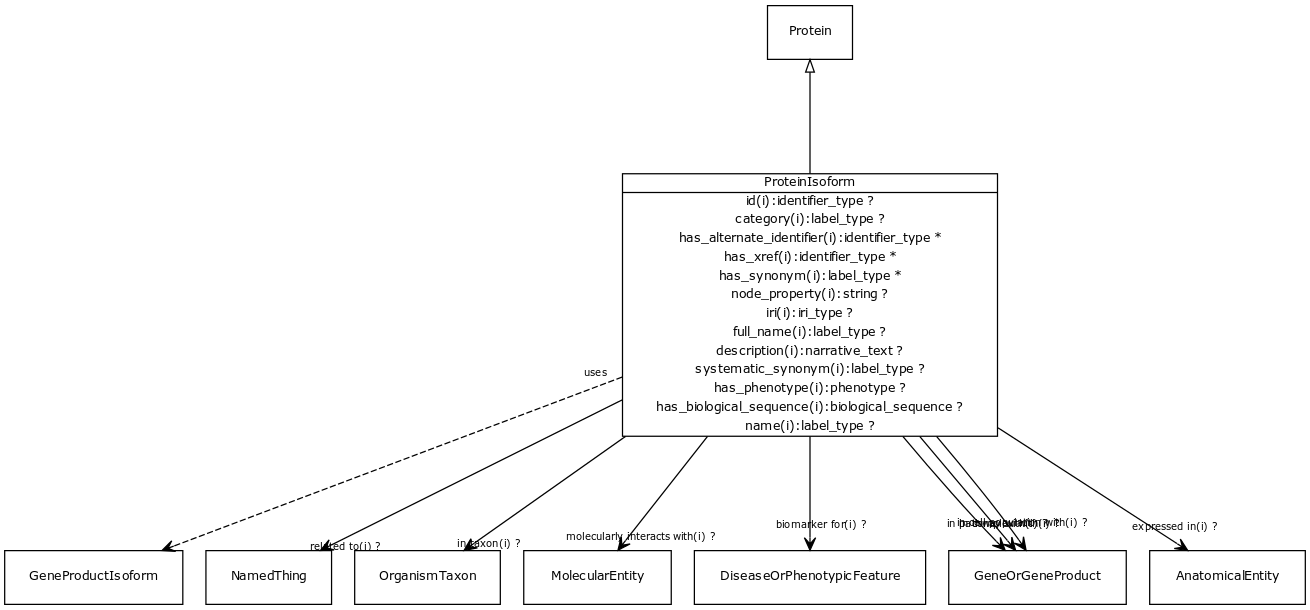 Protein
ProteinIsoform
id(i):identifier_type ?
category(i):label_type ?
has_alternate_identifier(i):identifier_type *
has_xref(i):identifier_type *
has_synonym(i):label_type *
node_property(i):string ?
iri(i):iri_type ?
full_name(i):label_type ?
description(i):narrative_text ?
systematic_synonym(i):label_type ?
has_phenotype(i):phenotype ?
has_biological_sequence(i):biological_sequence ?
name(i):label_type ?
uses
related to(i) ?
in taxon(i) ?
molecularly interacts with(i) ?
biomarker for(i) ?
with(i) ?
expressed in(i) ?
GeneProductIsoform
NamedThing
OrganismTaxon
MolecularEntity
DiseaseOrPhenotypicFeature
GeneOrGeneProduct
AnatomicalEntity